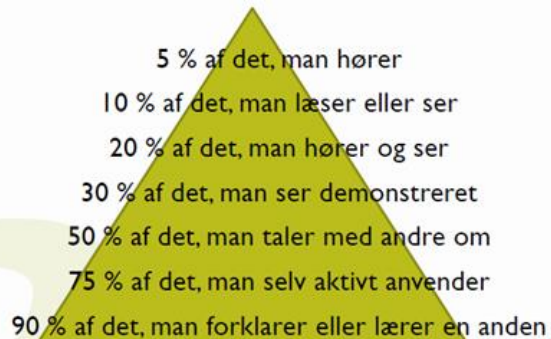 5 % af det, man hører
10 % af det, man læser eller ser
20 % af det, man hører og ser
30 % af det, man ser demonstreret
50 % af det, man taler med andre om
75 % af det, man selv aktivt anvender
90 % af det, man forklarer eller lærer en anden